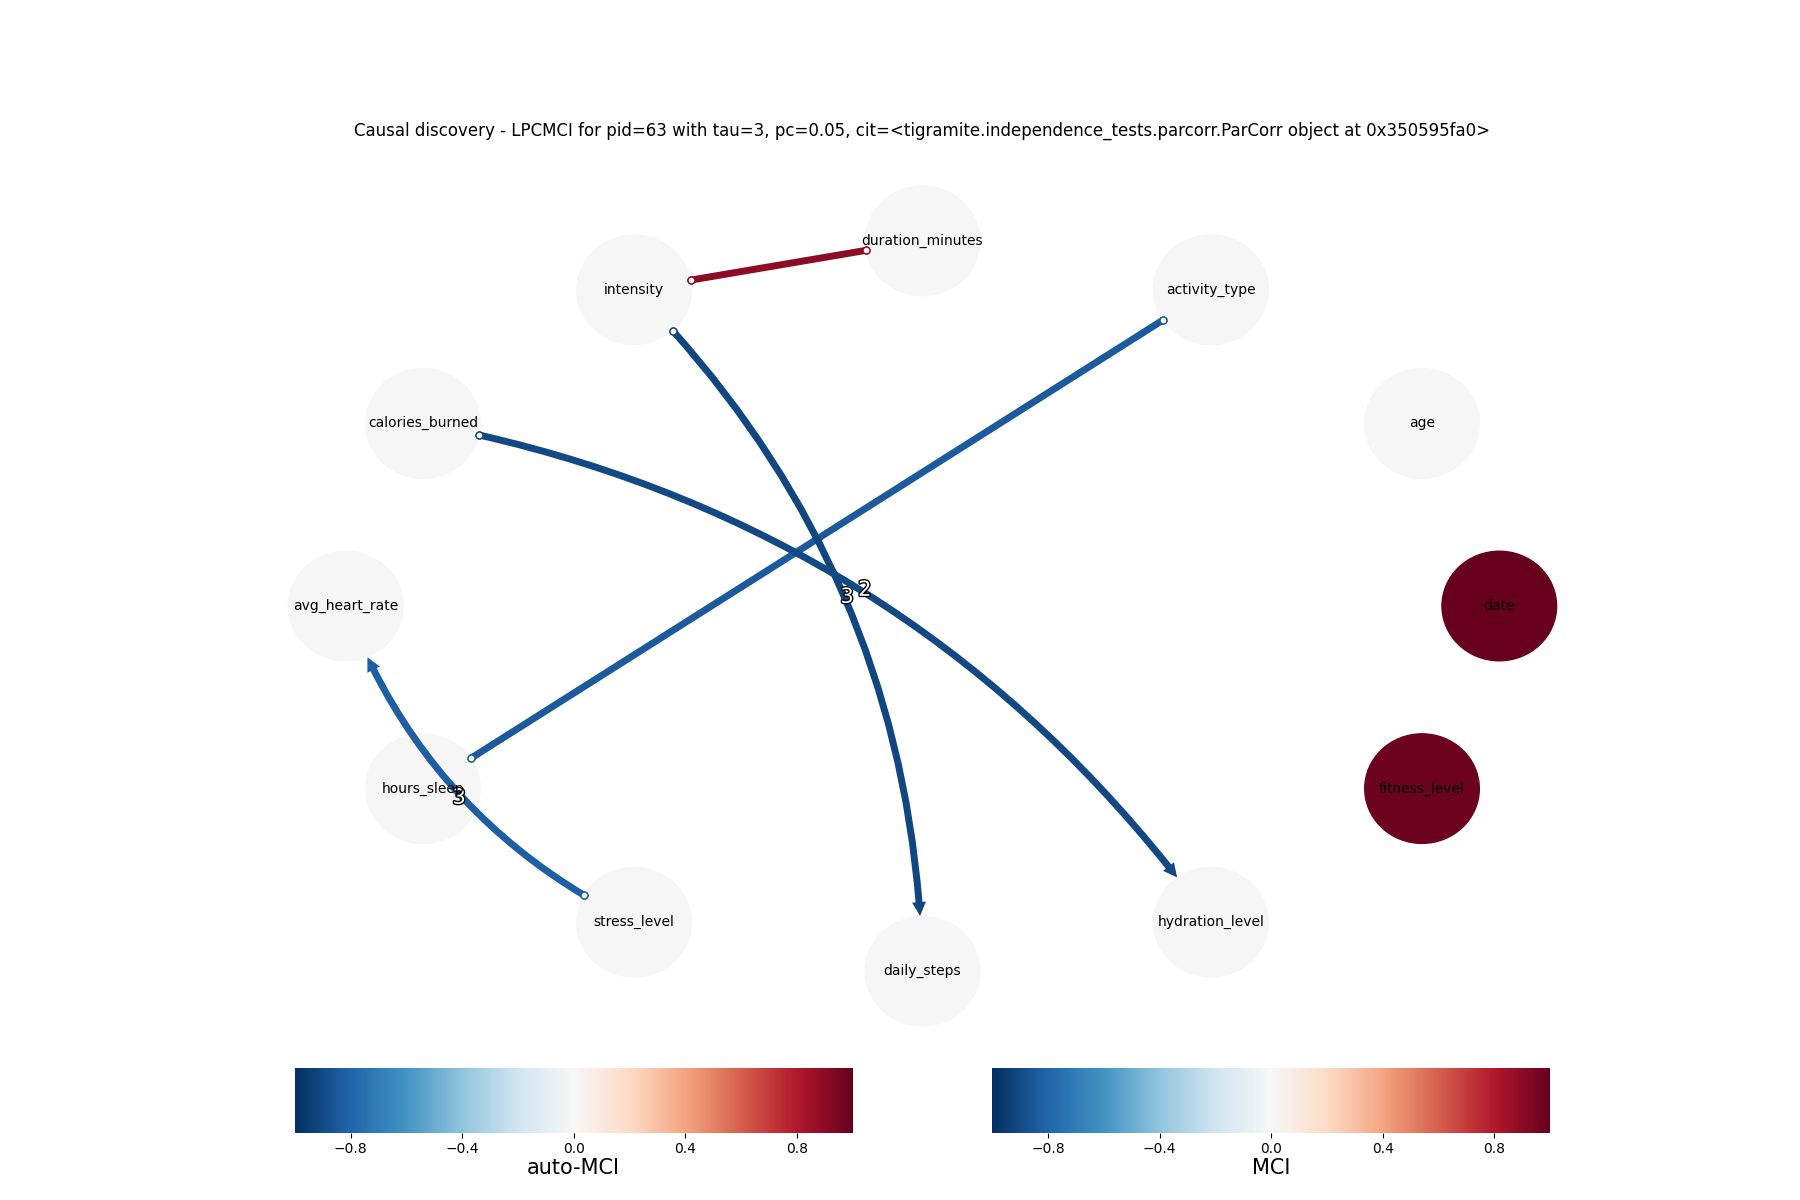 Causal discovery - LPCMCI for pid=63 with tau=3, pc=0.05, cit=<tigramite.independence_tests.parcorr.ParCorr object at 0x350595fa0>
duration_minutes
intensity
activity_type
calories_burned
age
2
3
avg_heart_rate
date
hours_sleep
3
fitness_level
stress_level
hydration_level
daily_steps
−0.8 −0.4 0.0 0.4 0.8
auto-MCI
−0.8 −0.4 0.0 0.4 0.8
MCI